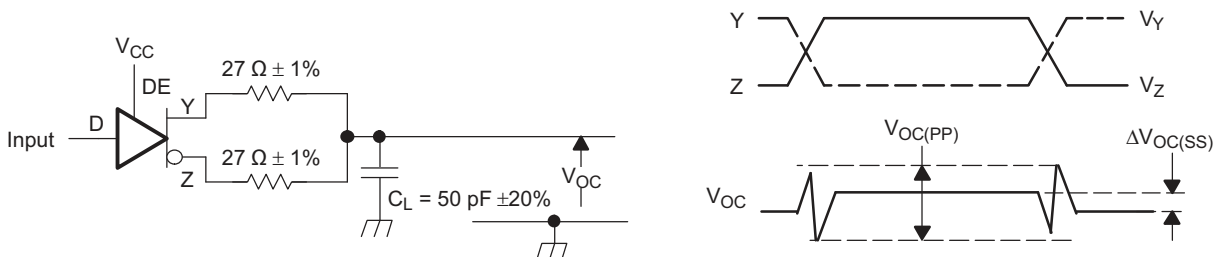 V_CC
27 Ω ± 1%
DE
Y
Input
D
Z
27 Ω ± 1%
C_L = 50 pF ±20%
V_OC
Y
V_Y
Z
V_Z
V_OC(PP)
ΔV_OC(SS)
V_OC